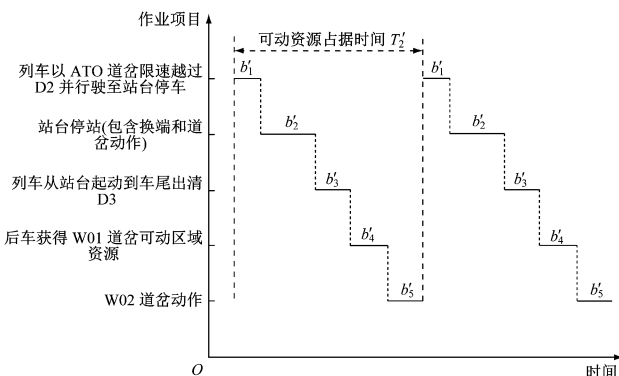 作业项目
可动资源占据时间 T′2
列车以 ATO 道岔限速越过
D2 并行驶至站台停车
b′1
b′1
站台停站(包含换端和道
岔动作)
b′2
b′2
列车从站台起动到车尾出清
D3
b′3
b′3
后车获得 W01 道岔可动区域
资源
b′4
b′4
W02 道岔动作
b′5
b′5
O
时间